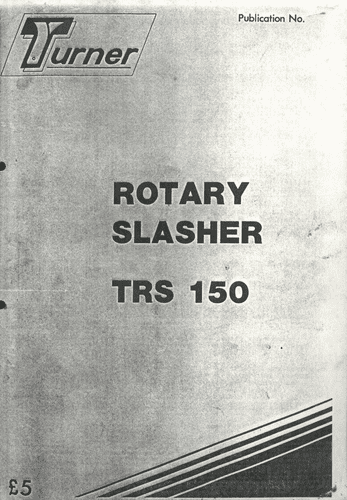 Turner
Publication No.
ROTARY
SLASHER
TRS 150
£5